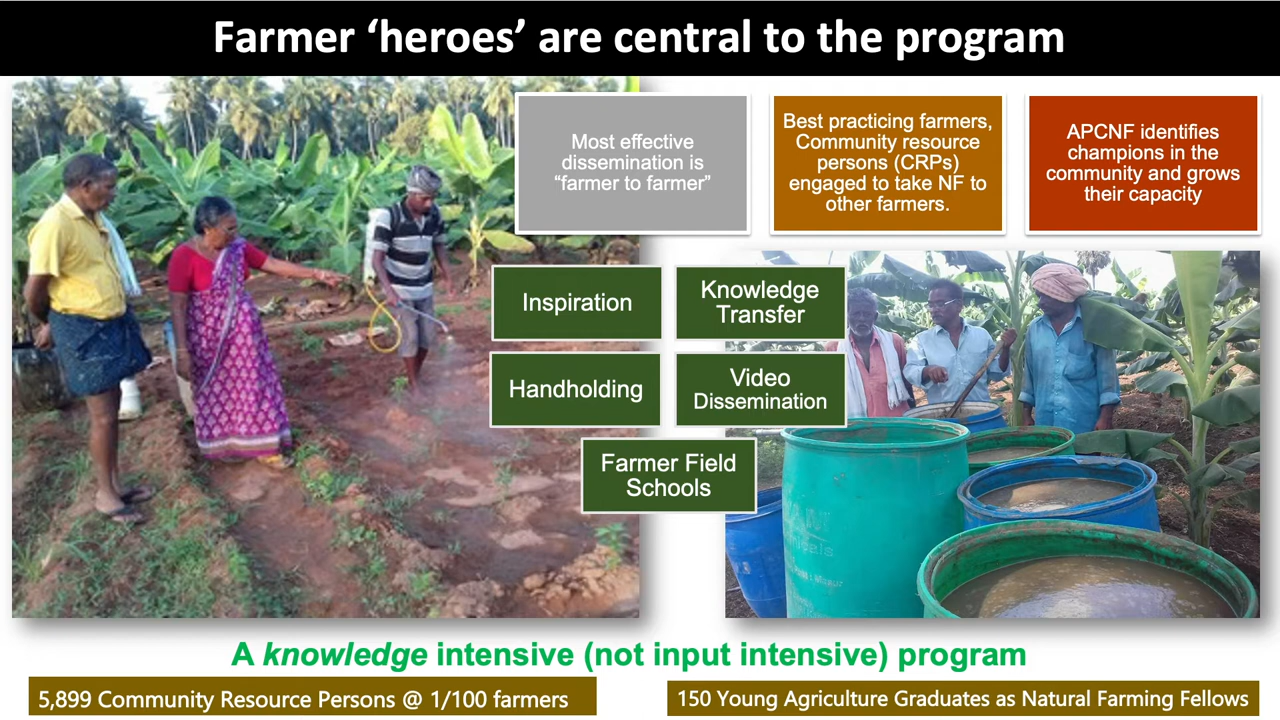 Farmer ‘heroes’ are central to the program
Most effective
dissemination is
“farmer to farmer”
Best practicing farmers,
Community resource
persons (CRPs)
engaged to take NF to
other farmers.
APCNF identifies
champions in the
community and grows
their capacity
Inspiration
Knowledge
Transfer
Handholding
Video
Dissemination
Farmer Field
Schools
A knowledge intensive (not input intensive) program
5,899 Community Resource Persons @ 1/100 farmers
150 Young Agriculture Graduates as Natural Farming Fellows